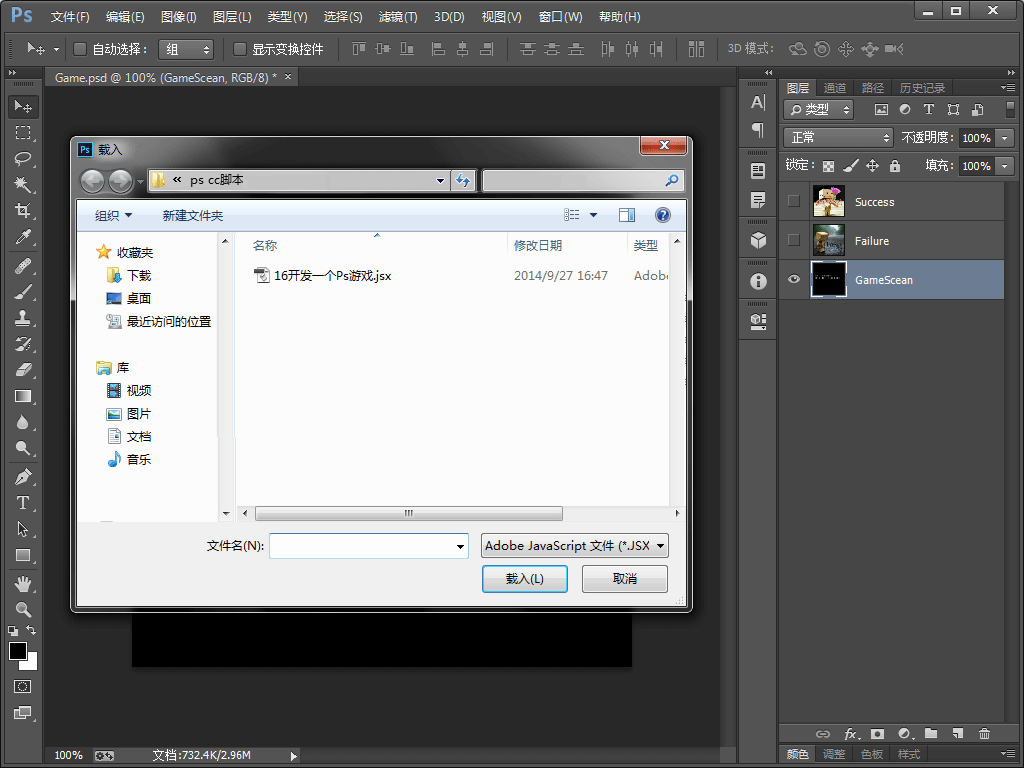 Ps 文件(F) 编辑(E) 图像(I) 图层(L) 类型(Y) 选择(S) 滤镜(T) 3D(D) 视图(V) 窗口(W) 帮助(H)
自动选择： 组 显示变换控件 3D 模式：
Game.psd @ 100% (GameScean, RGB/8) * ×
图层 通道 路径 历史记录
类型
正常 不透明度： 100%
锁定： 填充： 100%
Success
Failure
GameScean
Ps 载入
« ps cc脚本
组织 新建文件夹
收藏夹
下载
桌面
最近访问的位置
库
视频
图片
文档
音乐
名称 修改日期 类型
16开发一个Ps游戏.jsx 2014/9/27 16:47 Adob
文件名(N): Adobe JavaScript 文件 (*.JSX
载入(L) 取消
100% 文档:732.4K/2.96M
颜色 调整 色板 样式